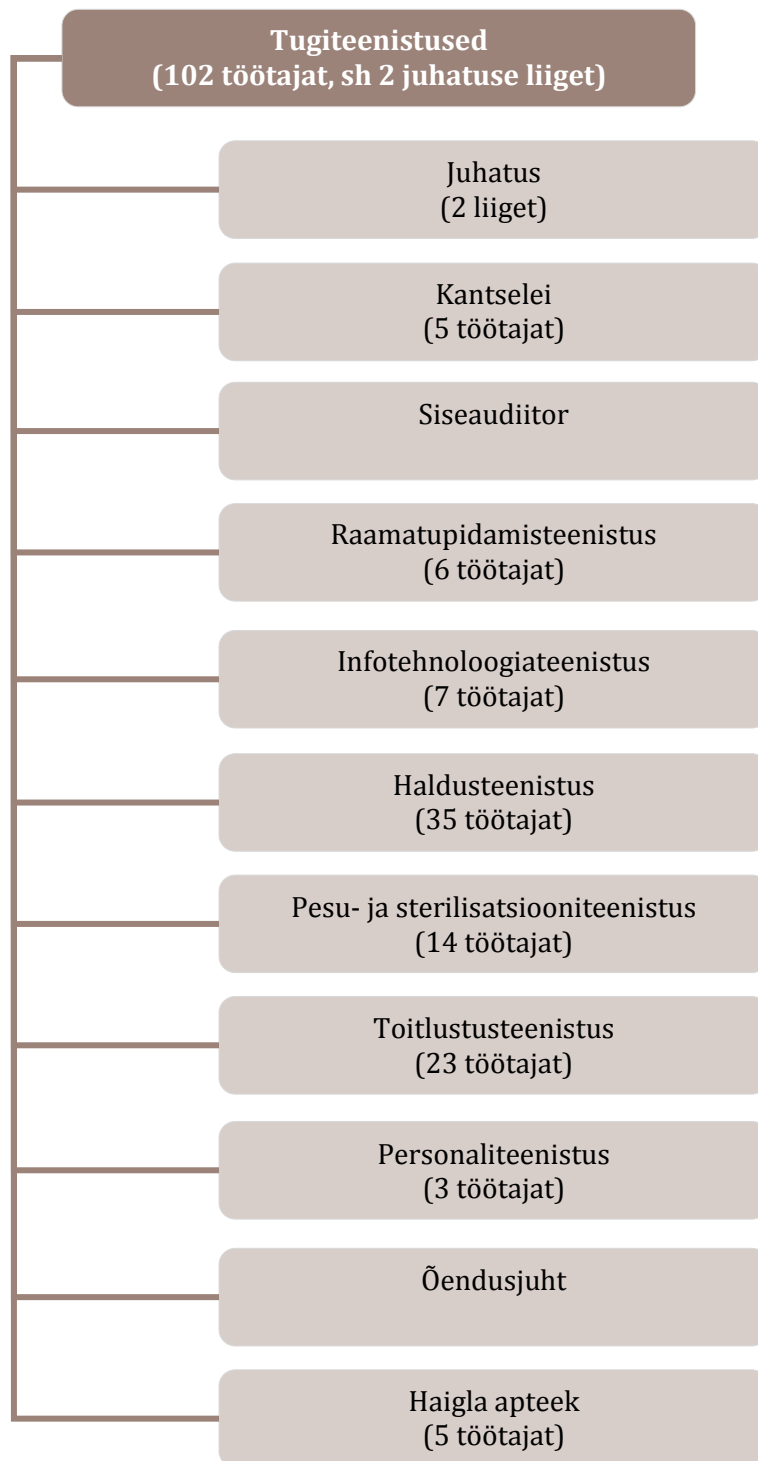 Tugiteenistused
(102 töötajat, sh 2 juhatuse liiget)
Juhatus
(2 liiget)
Kantselei
(5 töötajat)
Siseaudiitor
Raamatupidamisteenistus
(6 töötajat)
Infotehnoloogiateenistus
(7 töötajat)
Haldusteenistus
(35 töötajat)
Pesu- ja sterilisatsiooniteenistus
(14 töötajat)
Toitlustusteenistus
(23 töötajat)
Personaliteenistus
(3 töötajat)
Õendusjuht
Haigla apteek
(5 töötajat)